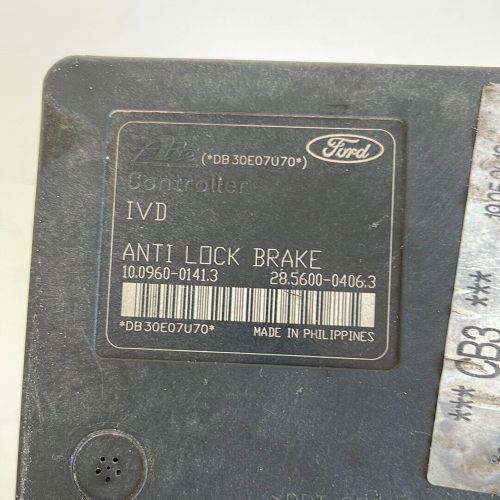 Ate (*DB30E07U70*) Ford
Controller
IVD
ANTI LOCK BRAKE
10.0960-0141.3 28.5600-0406.3
*DB30E07U70* MADE IN PHILIPPINES
*** CB3 ***